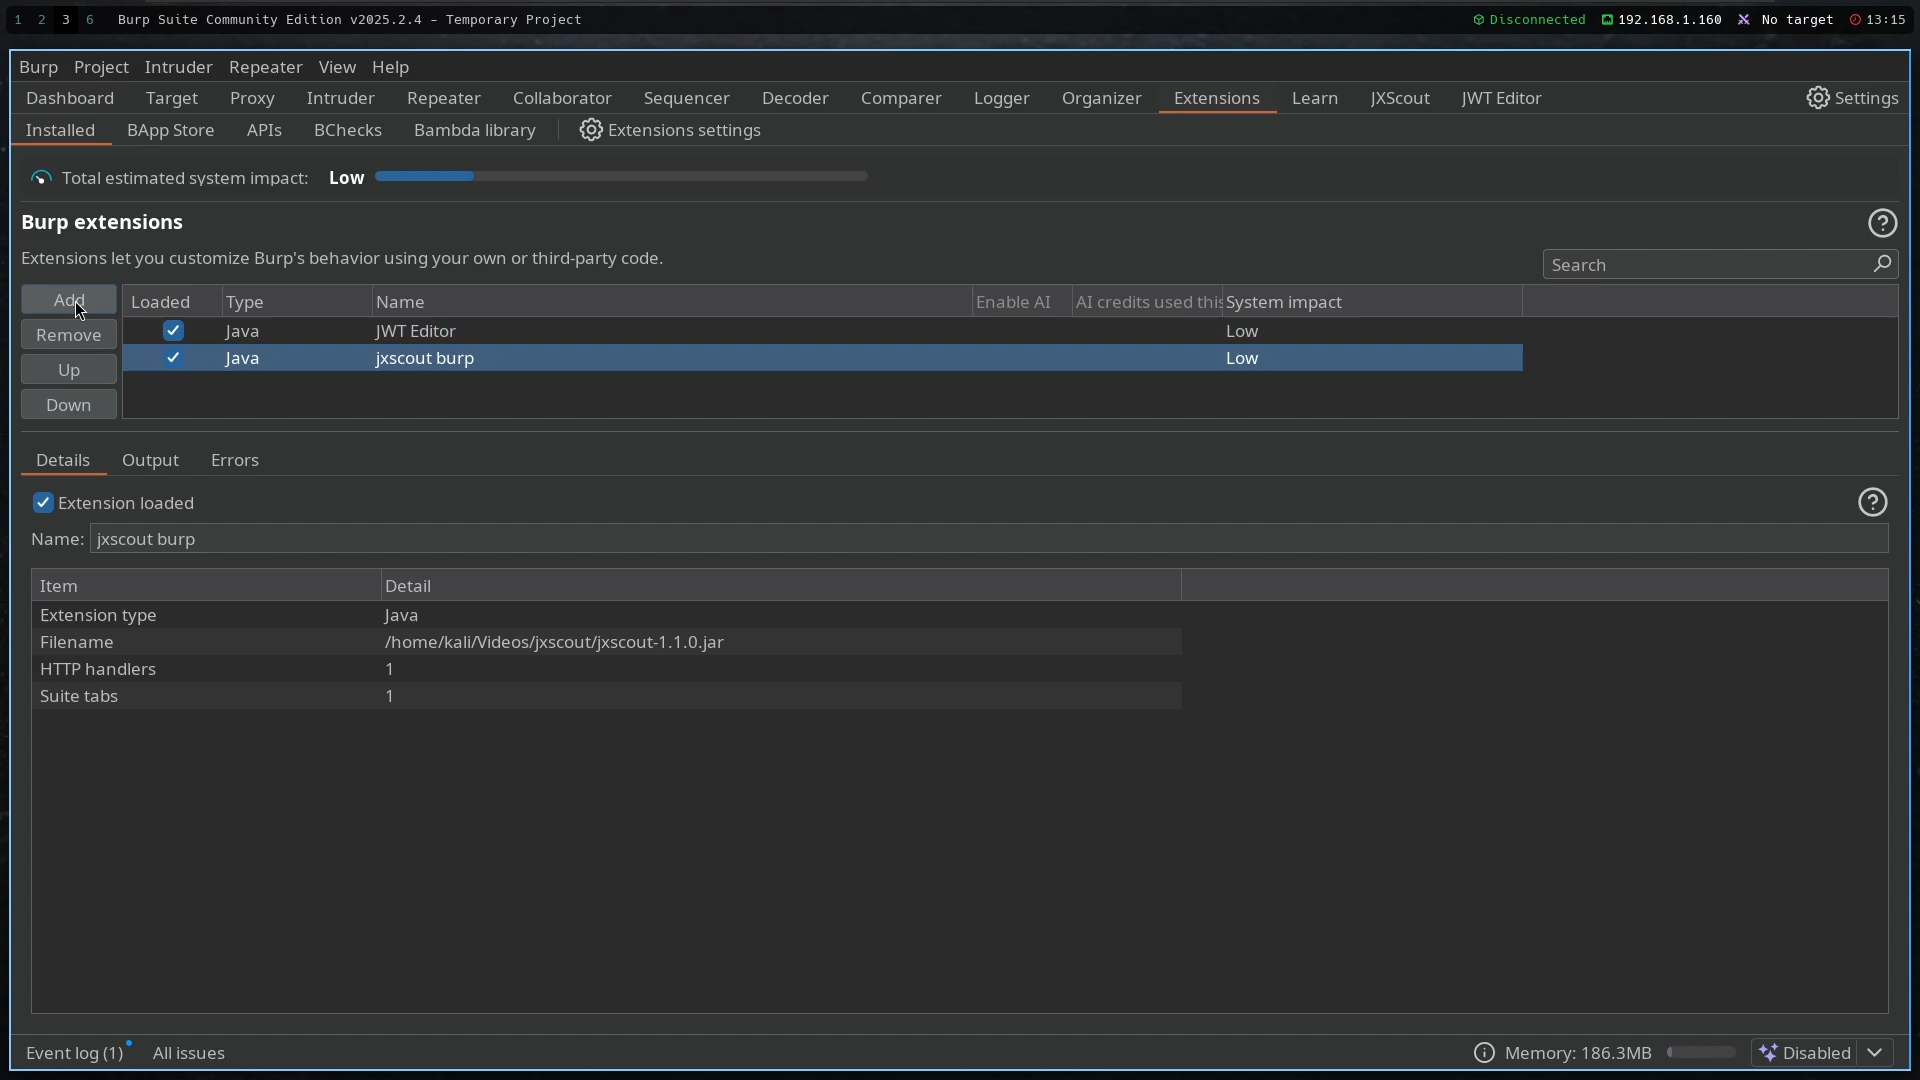 1 2 3 6 Burp Suite Community Edition v2025.2.4 - Temporary Project Disconnected 192.168.1.160 No target 13:15
Burp Project Intruder Repeater View Help
Dashboard Target Proxy Intruder Repeater Collaborator Sequencer Decoder Comparer Logger Organizer Extensions Learn JXScout JWT Editor Settings
Installed BApp Store APIs BChecks Bambda library Extensions settings
Total estimated system impact: Low
Burp extensions
Extensions let you customize Burp's behavior using your own or third-party code.
Search
Add Loaded Type Name Enable AI AI credits used this System impact
Remove Java JWT Editor Low
Java jxscout burp Low
Up
Down
Details Output Errors
Extension loaded
Name: jxscout burp
Item Detail
Extension type Java
Filename /home/kali/Videos/jxscout/jxscout-1.1.0.jar
HTTP handlers 1
Suite tabs 1
Event log (1) All issues Memory: 186.3MB Disabled